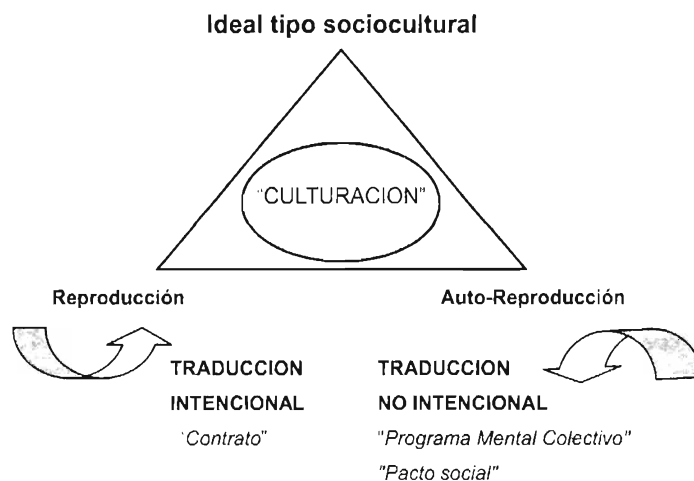 Ideal tipo sociocultural
"CULTURACION"
Reproducción
Auto-Reproducción
TRADUCCION
INTENCIONAL
'Contrato"
TRADUCCION
NO INTENCIONAL
"Programa Mental Colectivo"
"Pacto social"